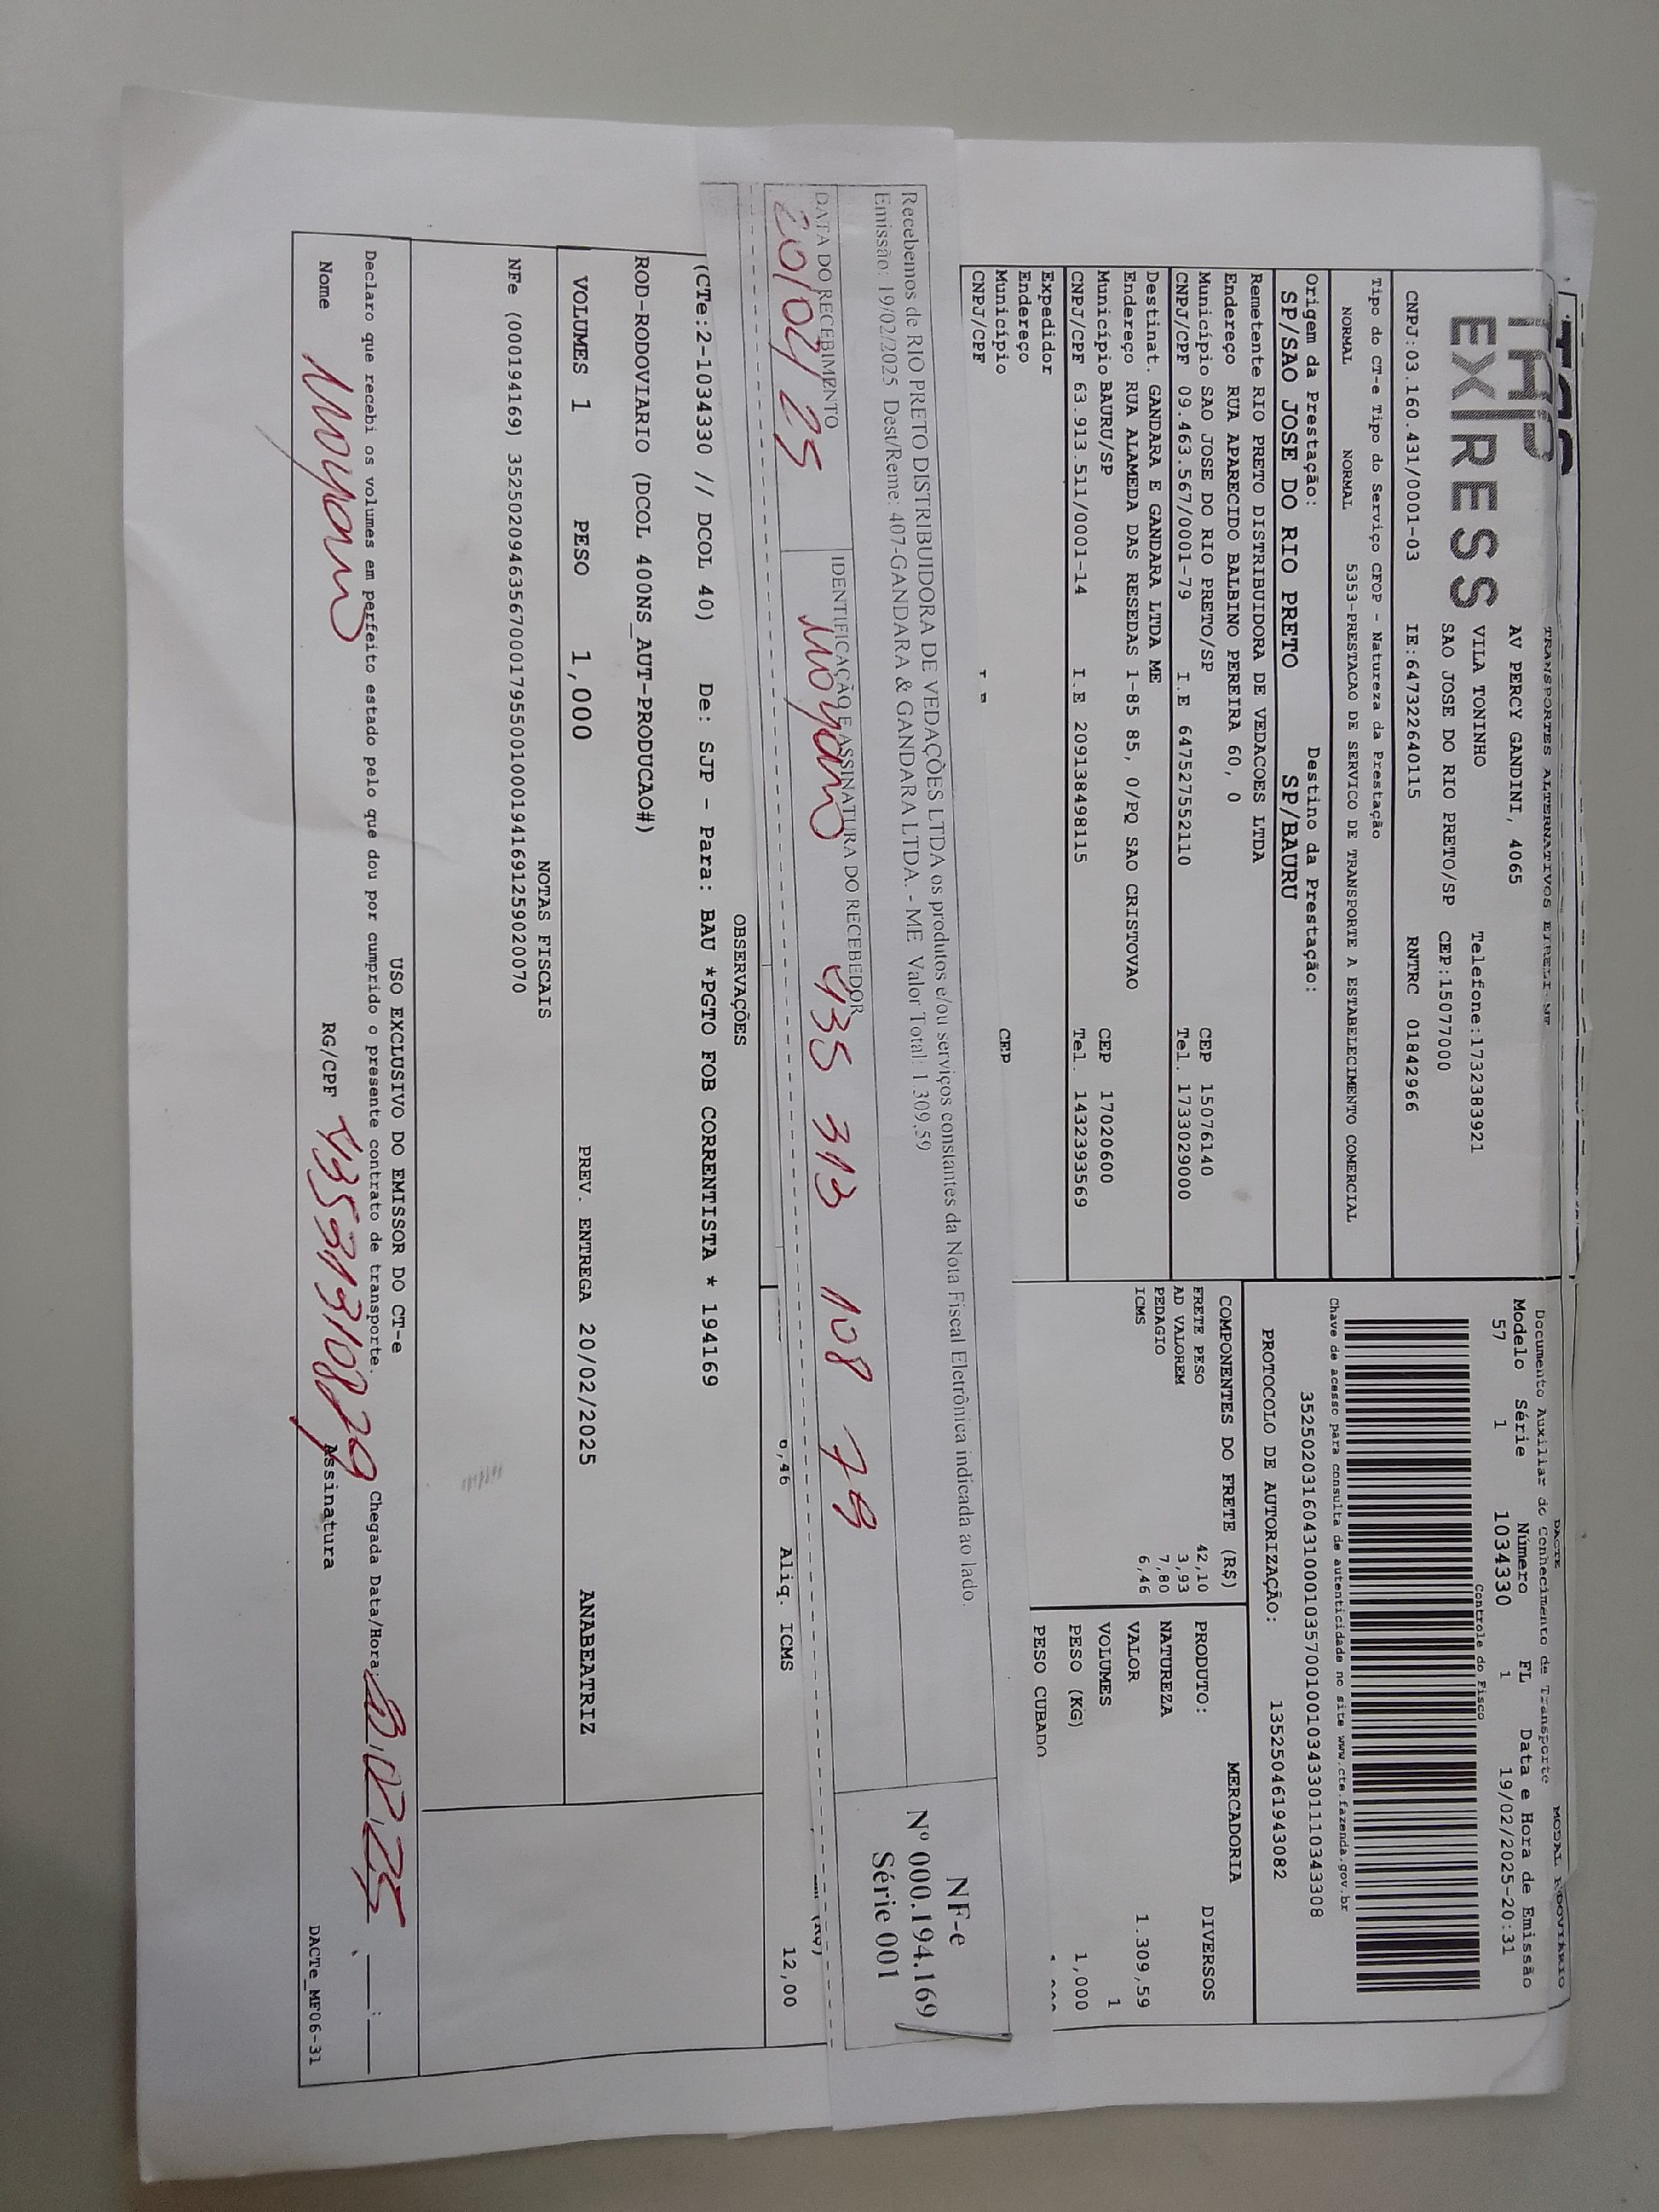 TRANSPORTES ALTERNATIVOS EIRELI ME
AV PERCY GANDINI, 4065
EXPRESS VILA TONINHO Telefone:1732383921
SAO JOSE DO RIO PRETO/SP CEP:15077000
CNPJ:03.160.431/0001-03 IE:647322640115 RNTRC 01842966
Tipo do CT-e Tipo do Serviço CFOP - Natureza da Prestação
NORMAL NORMAL 5353-PRESTACAO DE SERVICO DE TRANSPORTE A ESTABELECIMENTO COMERCIAL
Origem da Prestação: Destino da Prestação:
SP/SAO JOSE DO RIO PRETO SP/BAURU
Remetente RIO PRETO DISTRIBUIDORA DE VEDACOES LTDA
Endereço RUA APARECIDO BALBINO PEREIRA 60, 0
Município SAO JOSE DO RIO PRETO/SP CEP 15076140
CNPJ/CPF 09.463.567/0001-79 I.E 647527552110 Tel. 1733029000
Destinat. GANDARA E GANDARA LTDA ME
Endereço RUA ALAMEDA DAS RESEDAS 1-85 85, 0/PQ SAO CRISTOVAO
Município BAURU/SP CEP 17020600
CNPJ/CPF 63.913.511/0001-14 I.E 209138498115 Tel. 1432393569
Expedidor
Endereço
Município CEP
CNPJ/CPF
DACTE MODAL RODOVIÁRIO
Documento Auxiliar do Conhecimento de Transporte
Modelo Série Número FL Data e Hora de Emissão
57 1 1034330 1 19/02/2025-20:31
Controle do Fisco
Chave de acesso para consulta de autenticidade no site www.cte.fazenda.gov.br
35250203160431000103570010010343301110343308
PROTOCOLO DE AUTORIZAÇÃO: 135250461943082
COMPONENTES DO FRETE (R$)
FRETE PESO 42,10
AD VALOREM 3,93
PEDAGIO 7,80
ICMS 6,46
MERCADORIA
PRODUTO: DIVERSOS
NATUREZA
VALOR 1.309,59
VOLUMES 1
PESO (KG) 1,000
PESO CUBADO
Recebemos de RIO PRETO DISTRIBUIDORA DE VEDAÇÕES LTDA os produtos e/ou serviços constantes da Nota Fiscal Eletrônica indicada ao lado.
Emissão: 19/02/2025 Dest/Reme: 407-GANDARA & GANDARA LTDA. - ME Valor Total: 1.309,59
DATA DO RECEBIMENTO IDENTIFICAÇÃO E ASSINATURA DO RECEBEDOR
25 435 313 108 79
NF-e
Nº 000.194.169
Série 001
6,46 Aliq. ICMS 12,00
OBSERVAÇÕES
(CTe:2-1034330 // DCOL 40) De: SJP - Para: BAU *PGTO FOB CORRENTISTA * 194169
ROD-RODOVIARIO (DCOL 400NS_AUT-PRODUCAO#)
VOLUMES 1 PESO 1,000 PREV. ENTREGA 20/02/2025 ANABEATRIZ
NOTAS FISCAIS
NFe (000194169) 35250209463567000179550010001941691259020070
USO EXCLUSIVO DO EMISSOR DO CT-e
Declaro que recebi os volumes em perfeito estado pelo que dou por cumprido o presente contrato de transporte. Chegada Data/Hora:
Nome RG/CPF Assinatura
DACTe_MF06-31